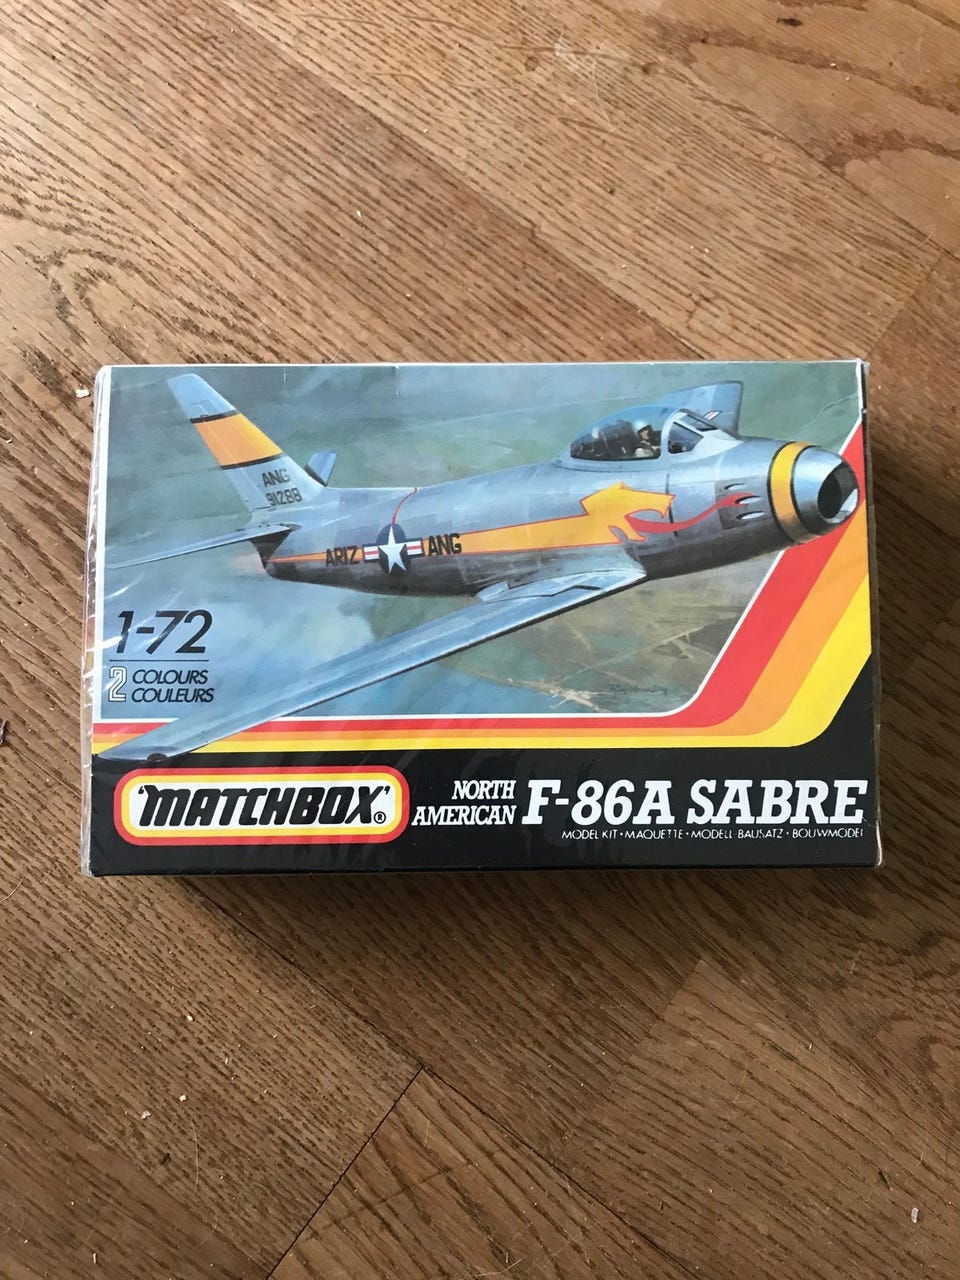 ANG
91288
ARIZ ANG
1-72
2 COLOURS
COULEURS
'MATCHBOX'®
NORTH
AMERICAN
F-86A SABRE
MODEL KIT • MAQUETTE • MODELL BAUSATZ • BOUWMODEL